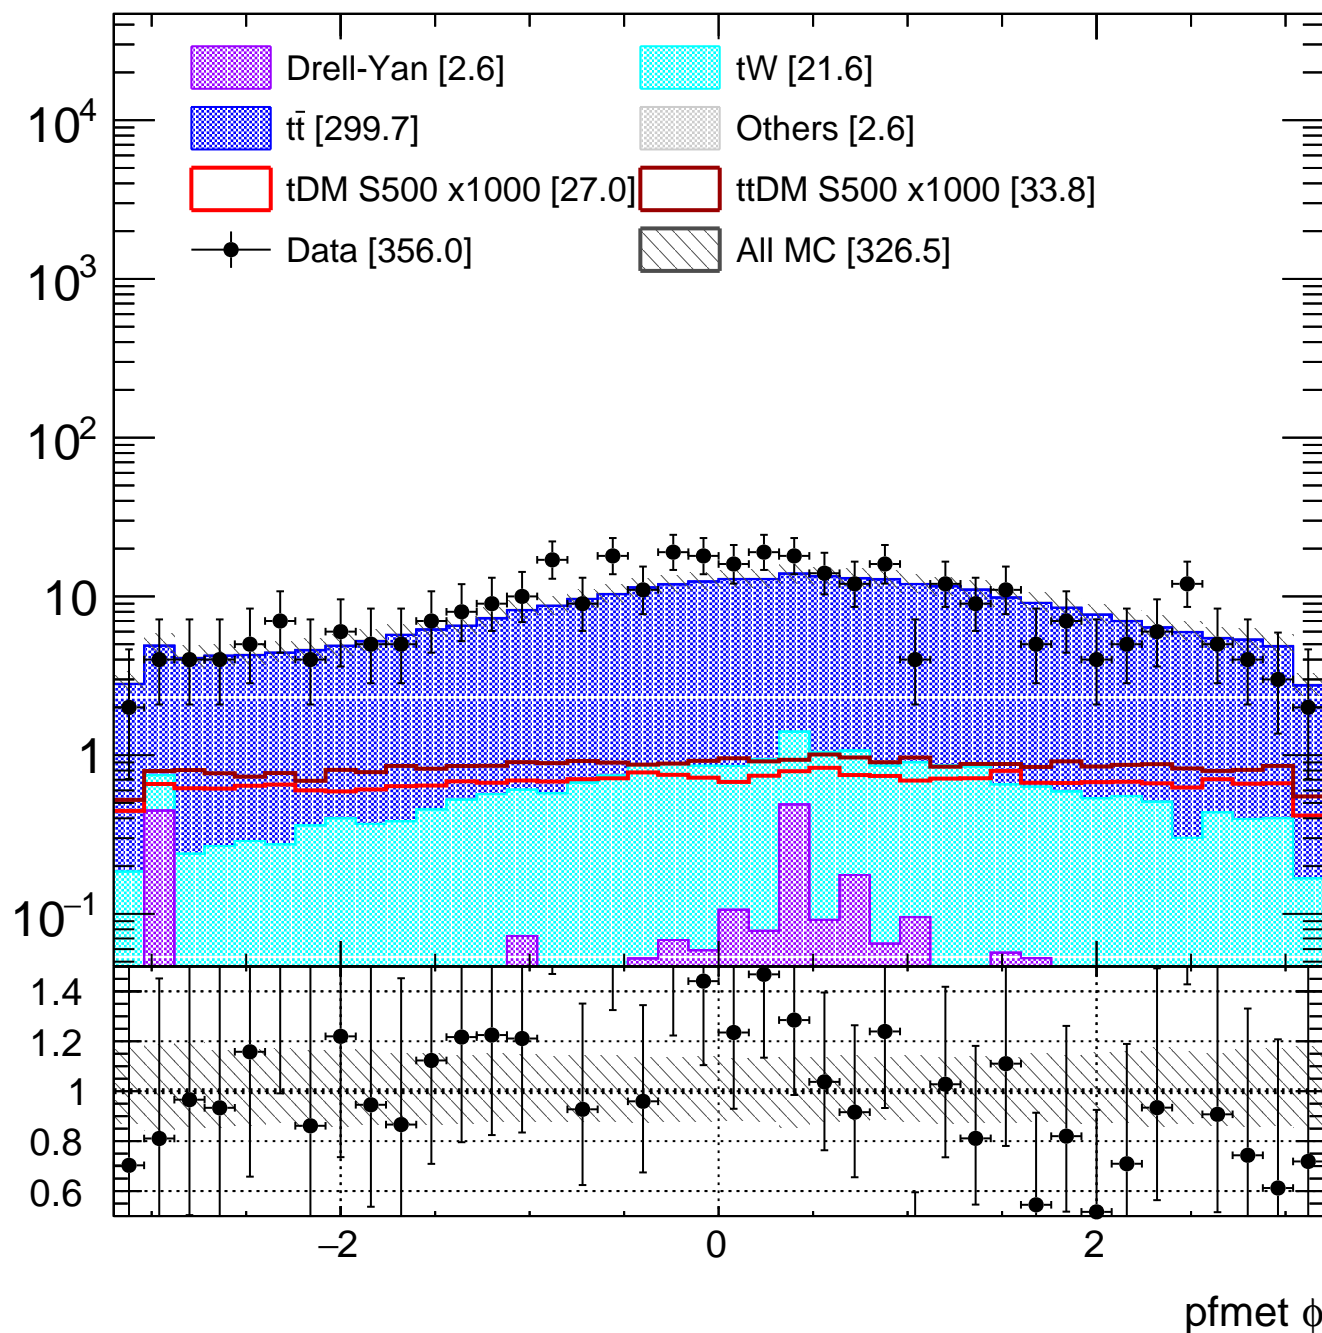 Drell-Yan [2.6]
tW [21.6]
tt̄ [299.7]
Others [2.6]
tDM S500 x1000 [27.0]
ttDM S500 x1000 [33.8]
Data [356.0]
All MC [326.5]
10⁴
10³
10²
10
1
10⁻¹
1.4
1.2
1
0.8
0.6
−2 0 2
pfmet ϕ